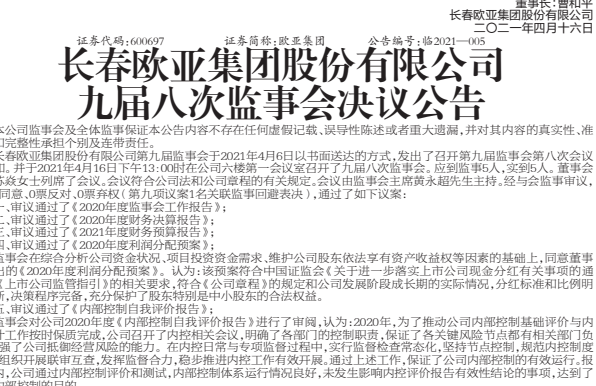 董事长:曹和平
长春欧亚集团股份有限公司
二〇二一年四月十六日
证券代码:600697 证券简称:欧亚集团 公告编号:临2021—005
长春欧亚集团股份有限公司
九届八次监事会决议公告
本公司监事会及全体监事保证本公告内容不存在任何虚假记载、误导性陈述或者重大遗漏,并对其内容的真实性、准
和完整性承担个别及连带责任。
长春欧亚集团股份有限公司第九届监事会于2021年4月6日以书面送达的方式,发出了召开第九届监事会第八次会议
知。并于2021年4月16日下午13:00时在公司六楼第一会议室召开了九届八次监事会。应到监事5人,实到5人。董事会
苏焱女士列席了会议。会议符合公司法和公司章程的有关规定。会议由监事会主席黄永超先生主持。经与会监事审议,
同意、0票反对、0票弃权(第九项议案1名关联监事回避表决),通过了如下议案:
一、审议通过了《2020年度监事会工作报告》;
二、审议通过了《2020年度财务决算报告》;
三、审议通过了《2021年度财务预算报告》;
四、审议通过了《2020年度利润分配预案》;
监事会在综合分析公司资金状况、项目投资资金需求、维护公司股东依法享有资产收益权等因素的基础上,同意董事
出的《2020年度利润分配预案》。认为:该预案符合中国证监会《关于进一步落实上市公司现金分红有关事项的通
《上市公司监管指引》的相关要求,符合《公司章程》的规定和公司发展阶段成长期的实际情况,分红标准和比例明
晰,决策程序完备,充分保护了股东特别是中小股东的合法权益。
五、审议通过了《内部控制自我评价报告》;
监事会对公司2020年度《内部控制自我评价报告》进行了审阅,认为:2020年,为了推动公司内部控制基础评价与内
计工作按时保质完成,公司召开了内控相关会议,明确了各部门的控制职责,保证了各关键风险节点都有相关部门负
强了公司抵御经营风险的能力。在内控日常与专项监督过程中,实行监督检查常态化,坚持节点控制,规范内控制度
组织开展联审互查,发挥监督合力,稳步推进内控工作有效开展。通过上述工作,保证了公司内部控制的有效运行。报
内,公司通过内部控制评价和测试,内部控制体系运行情况良好,未发生影响内控评价报告有效性结论的事项,达到了
内部控制的目的。